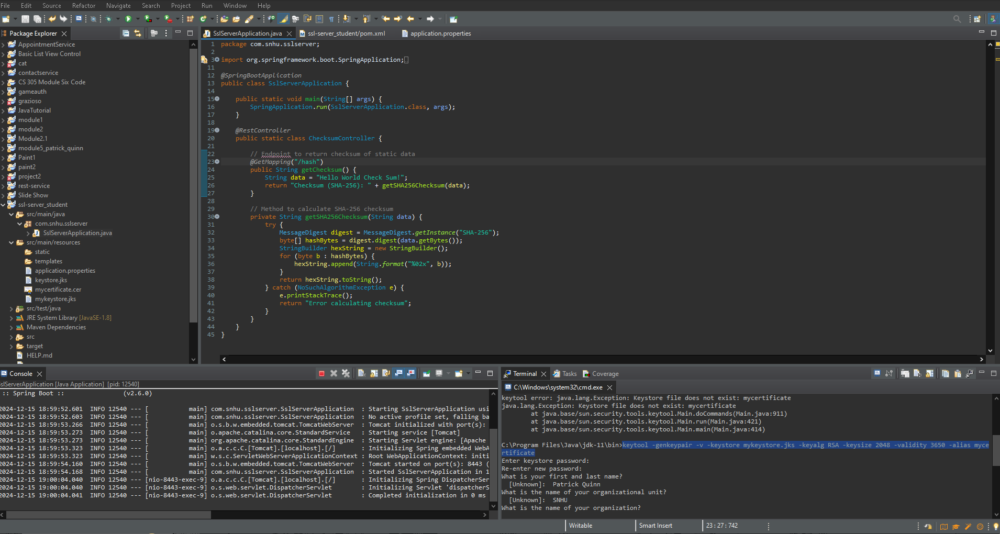 File Edit Source Refactor Navigate Search Project Run Window Help
Package Explorer
AppointmentService
Basic List View Control
cat
contactservice
CS 305 Module Six Code
gameauth
grazioso
JavaTutorial
module1
module2
Module2.1
module5_patrick_quinn
Paint1
paint2
project2
rest-service
Slide Show
ssl-server_student
src/main/java
com.snhu.sslserver
SslServerApplication.java
src/main/resources
static
templates
application.properties
keystore.jks
mycertificate.cer
mykeystore.jks
src/test/java
JRE System Library [JavaSE-1.8]
Maven Dependencies
src
target
HELP.md
SslServerApplication.java ssl-server_student/pom.xml application.properties
1 package com.snhu.sslserver;
2
3 import org.springframework.boot.SpringApplication;
11
12 @SpringBootApplication
13 public class SslServerApplication {
14
15 public static void main(String[] args) {
16 SpringApplication.run(SslServerApplication.class, args);
17 }
18
19 @RestController
20 public static class ChecksumController {
21
22 // Endpoint to return checksum of static data
23 @GetMapping("/hash")
24 public String getChecksum() {
25 String data = "Hello World Check Sum!";
26 return "Checksum (SHA-256): " + getSHA256Checksum(data);
27 }
28
29 // Method to calculate SHA-256 checksum
30 private String getSHA256Checksum(String data) {
31 try {
32 MessageDigest digest = MessageDigest.getInstance("SHA-256");
33 byte[] hashBytes = digest.digest(data.getBytes());
34 StringBuilder hexString = new StringBuilder();
35 for (byte b : hashBytes) {
36 hexString.append(String.format("%02x", b));
37 }
38 return hexString.toString();
39 } catch (NoSuchAlgorithmException e) {
40 e.printStackTrace();
41 return "Error calculating checksum";
42 }
43 }
44 }
45 }
Console
SslServerApplication [Java Application] [pid: 12540]
:: Spring Boot :: (v2.6.0)
2024-12-15 18:59:52.601 INFO 12540 --- [ main] com.snhu.sslserver.SslServerApplication : Starting SslServerApplication usi
2024-12-15 18:59:52.603 INFO 12540 --- [ main] com.snhu.sslserver.SslServerApplication : No active profile set, falling ba
2024-12-15 18:59:53.266 INFO 12540 --- [ main] o.s.b.w.embedded.tomcat.TomcatWebServer : Tomcat initialized with port(s):
2024-12-15 18:59:53.273 INFO 12540 --- [ main] o.apache.catalina.core.StandardService : Starting service [Tomcat]
2024-12-15 18:59:53.273 INFO 12540 --- [ main] org.apache.catalina.core.StandardEngine : Starting Servlet engine: [Apache
2024-12-15 18:59:53.323 INFO 12540 --- [ main] o.a.c.c.C.[Tomcat].[localhost].[/] : Initializing Spring embedded WebA
2024-12-15 18:59:53.323 INFO 12540 --- [ main] w.s.c.ServletWebServerApplicationContext : Root WebApplicationContext: initi
2024-12-15 18:59:54.160 INFO 12540 --- [ main] o.s.b.w.embedded.tomcat.TomcatWebServer : Tomcat started on port(s): 8443 (
2024-12-15 18:59:54.168 INFO 12540 --- [ main] com.snhu.sslserver.SslServerApplication : Started SslServerApplication in 1
2024-12-15 19:00:04.040 INFO 12540 --- [nio-8443-exec-9] o.a.c.c.C.[Tomcat].[localhost].[/] : Initializing Spring DispatcherSer
2024-12-15 19:00:04.040 INFO 12540 --- [nio-8443-exec-9] o.s.web.servlet.DispatcherServlet : Initializing Servlet 'dispatcherS
2024-12-15 19:00:04.041 INFO 12540 --- [nio-8443-exec-9] o.s.web.servlet.DispatcherServlet : Completed initialization in 0 ms
Terminal Tasks Coverage
C:\Windows\system32\cmd.exe
keytool error: java.lang.Exception: Keystore file does not exist: mycertificate
java.lang.Exception: Keystore file does not exist: mycertificate
at java.base/sun.security.tools.keytool.Main.doCommands(Main.java:911)
at java.base/sun.security.tools.keytool.Main.run(Main.java:421)
at java.base/sun.security.tools.keytool.Main.main(Main.java:414)
C:\Program Files\Java\jdk-11\bin>keytool -genkeypair -v -keystore mykeystore.jks -keyalg RSA -keysize 2048 -validity 3650 -alias myce
rtificate
Enter keystore password:
Re-enter new password:
What is your first and last name?
[Unknown]: Patrick Quinn
What is the name of your organizational unit?
[Unknown]: SNHU
What is the name of your organization?
Writable Smart Insert 23 : 27 : 742